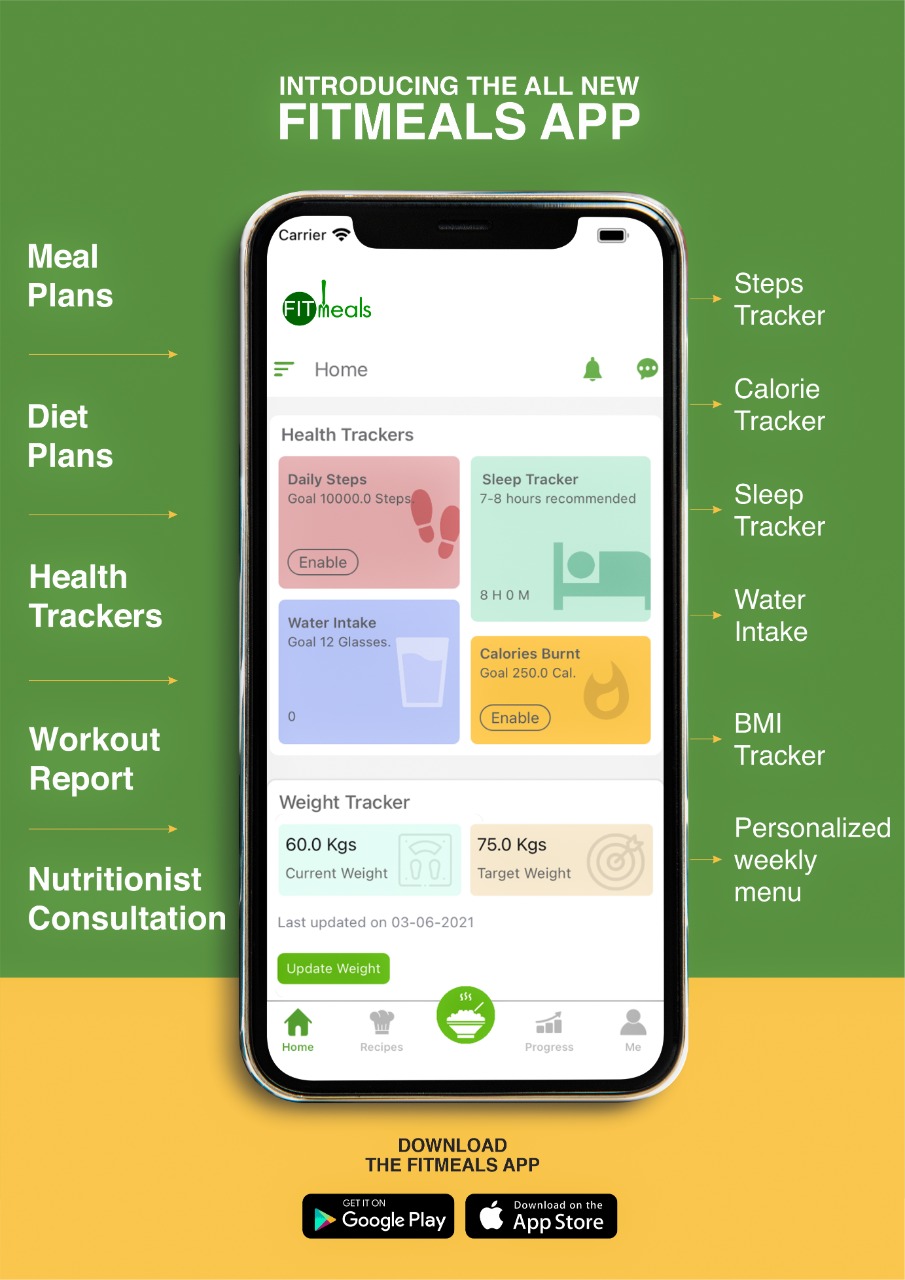 INTRODUCING THE ALL NEW
FITMEALS APP
Meal
Plans
Diet
Plans
Health
Trackers
Workout
Report
Nutritionist
Consultation
Carrier
FITmeals
Home
Health Trackers
Daily Steps
Goal 10000.0 Steps.
Enable
Sleep Tracker
7-8 hours recommended
8 H 0 M
Water Intake
Goal 12 Glasses.
0
Calories Burnt
Goal 250.0 Cal.
Enable
Weight Tracker
60.0 Kgs
Current Weight
75.0 Kgs
Target Weight
Last updated on 03-06-2021
Update Weight
Home
Recipes
Progress
Me
Steps
Tracker
Calorie
Tracker
Sleep
Tracker
Water
Intake
BMI
Tracker
Personalized
weekly
menu
DOWNLOAD
THE FITMEALS APP
GET IT ON
Google Play
Download on the
App Store